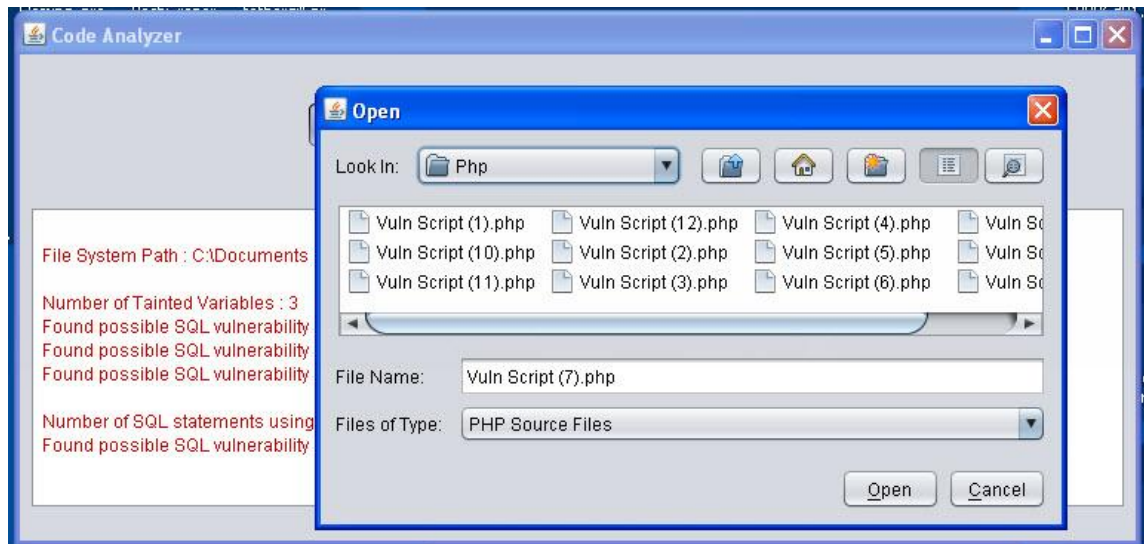 Code Analyzer
Open
Look In:
Php
Vuln Script (1).php
Vuln Script (12).php
Vuln Script (4).php
Vuln
Vuln Script (10).php
Vuln Script (2).php
Vuln Script (5).php
Vuln
Vuln Script (11).php
Vuln Script (3).php
Vuln Script (6).php
Vuln
File Name:
Vuln Script (7).php
Files of Type:
PHP Source Files
Open
Cancel
File System Path : C:\Documents
Number of Tainted Variables : 3
Found possible SQL vulnerability
Found possible SQL vulnerability
Found possible SQL vulnerability
Number of SQL statements using
Found possible SQL vulnerability